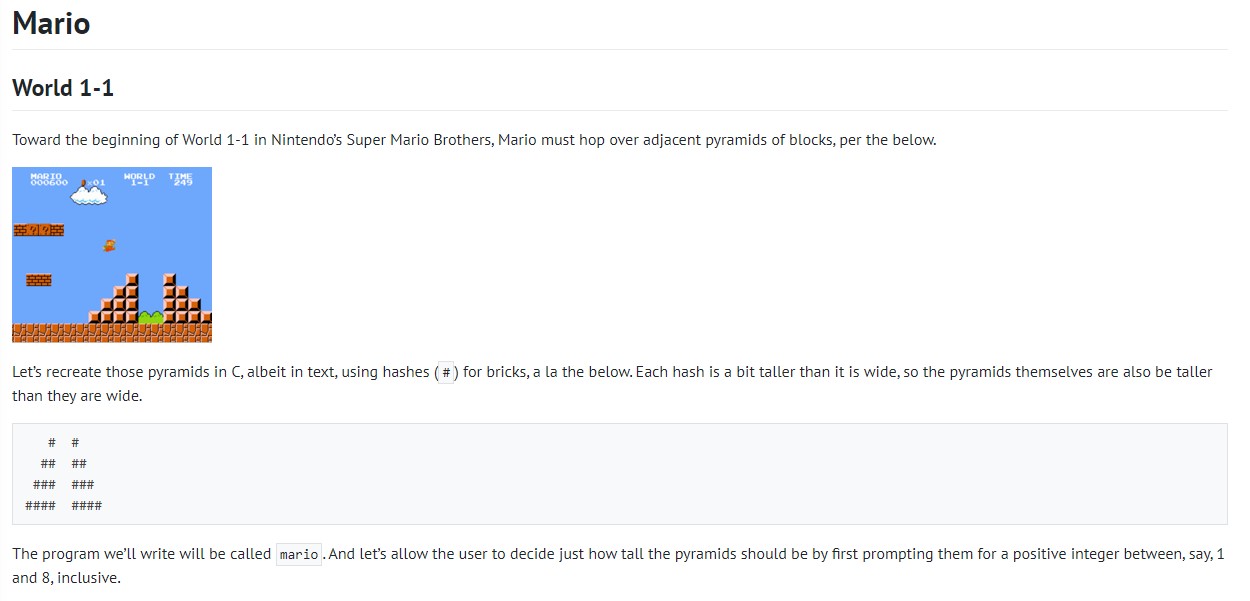 Mario
World 1-1
Toward the beginning of World 1-1 in Nintendo’s Super Mario Brothers, Mario must hop over adjacent pyramids of blocks, per the below.
MARIO WORLD TIME
000600 x01 1-1 249
? ?
Let’s recreate those pyramids in C, albeit in text, using hashes ( # ) for bricks, a la the below. Each hash is a bit taller than it is wide, so the pyramids themselves are also be taller
than they are wide.
   #  #
  ##  ##
 ###  ###
####  ####
The program we’ll write will be called mario . And let’s allow the user to decide just how tall the pyramids should be by first prompting them for a positive integer between, say, 1
and 8, inclusive.